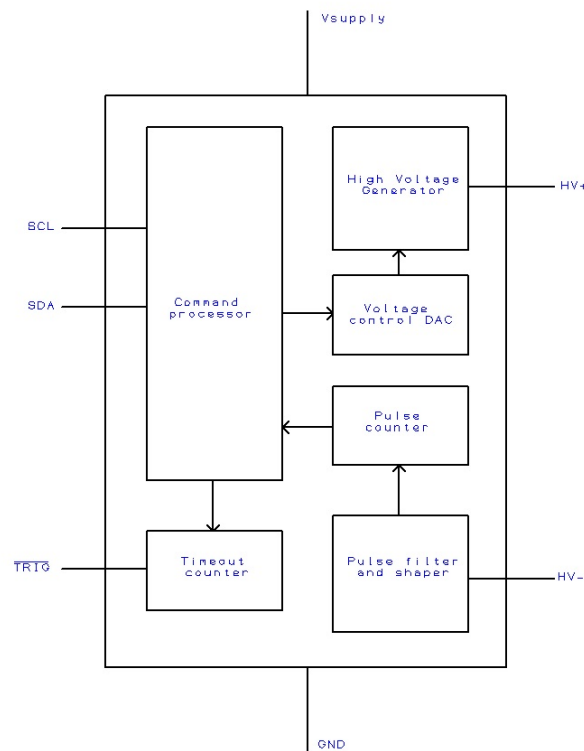 Vsupply
High Voltage
Generator
HV+
SCL
SDA
Command
processor
Voltage
control DAC
Pulse
counter
TRIG
Timeout
counter
Pulse filter
and shaper
HV-
GND